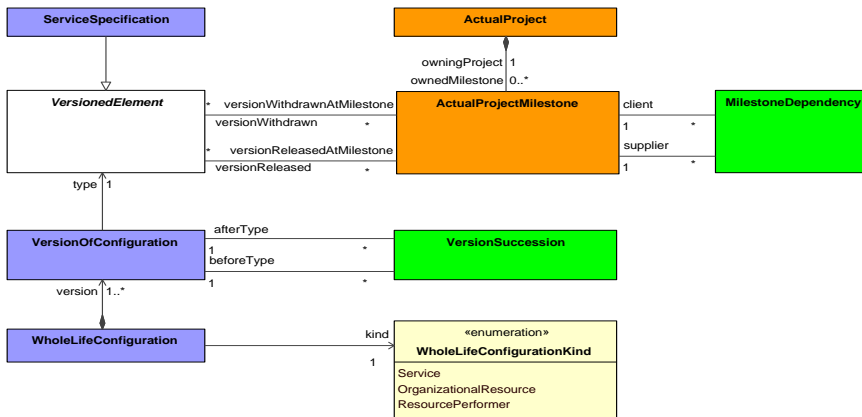 ServiceSpecification
ActualProject
owningProject 1
ownedMilestone 0..*
VersionedElement
* versionWithdrawnAtMilestone
versionWithdrawn *
* versionReleasedAtMilestone
versionReleased *
ActualProjectMilestone
client
1 *
supplier
1 *
MilestoneDependency
type 1
VersionOfConfiguration
afterType
1 *
beforeType
1 *
VersionSuccession
version 1..*
WholeLifeConfiguration
kind
1
«enumeration»
WholeLifeConfigurationKind
Service
OrganizationalResource
ResourcePerformer